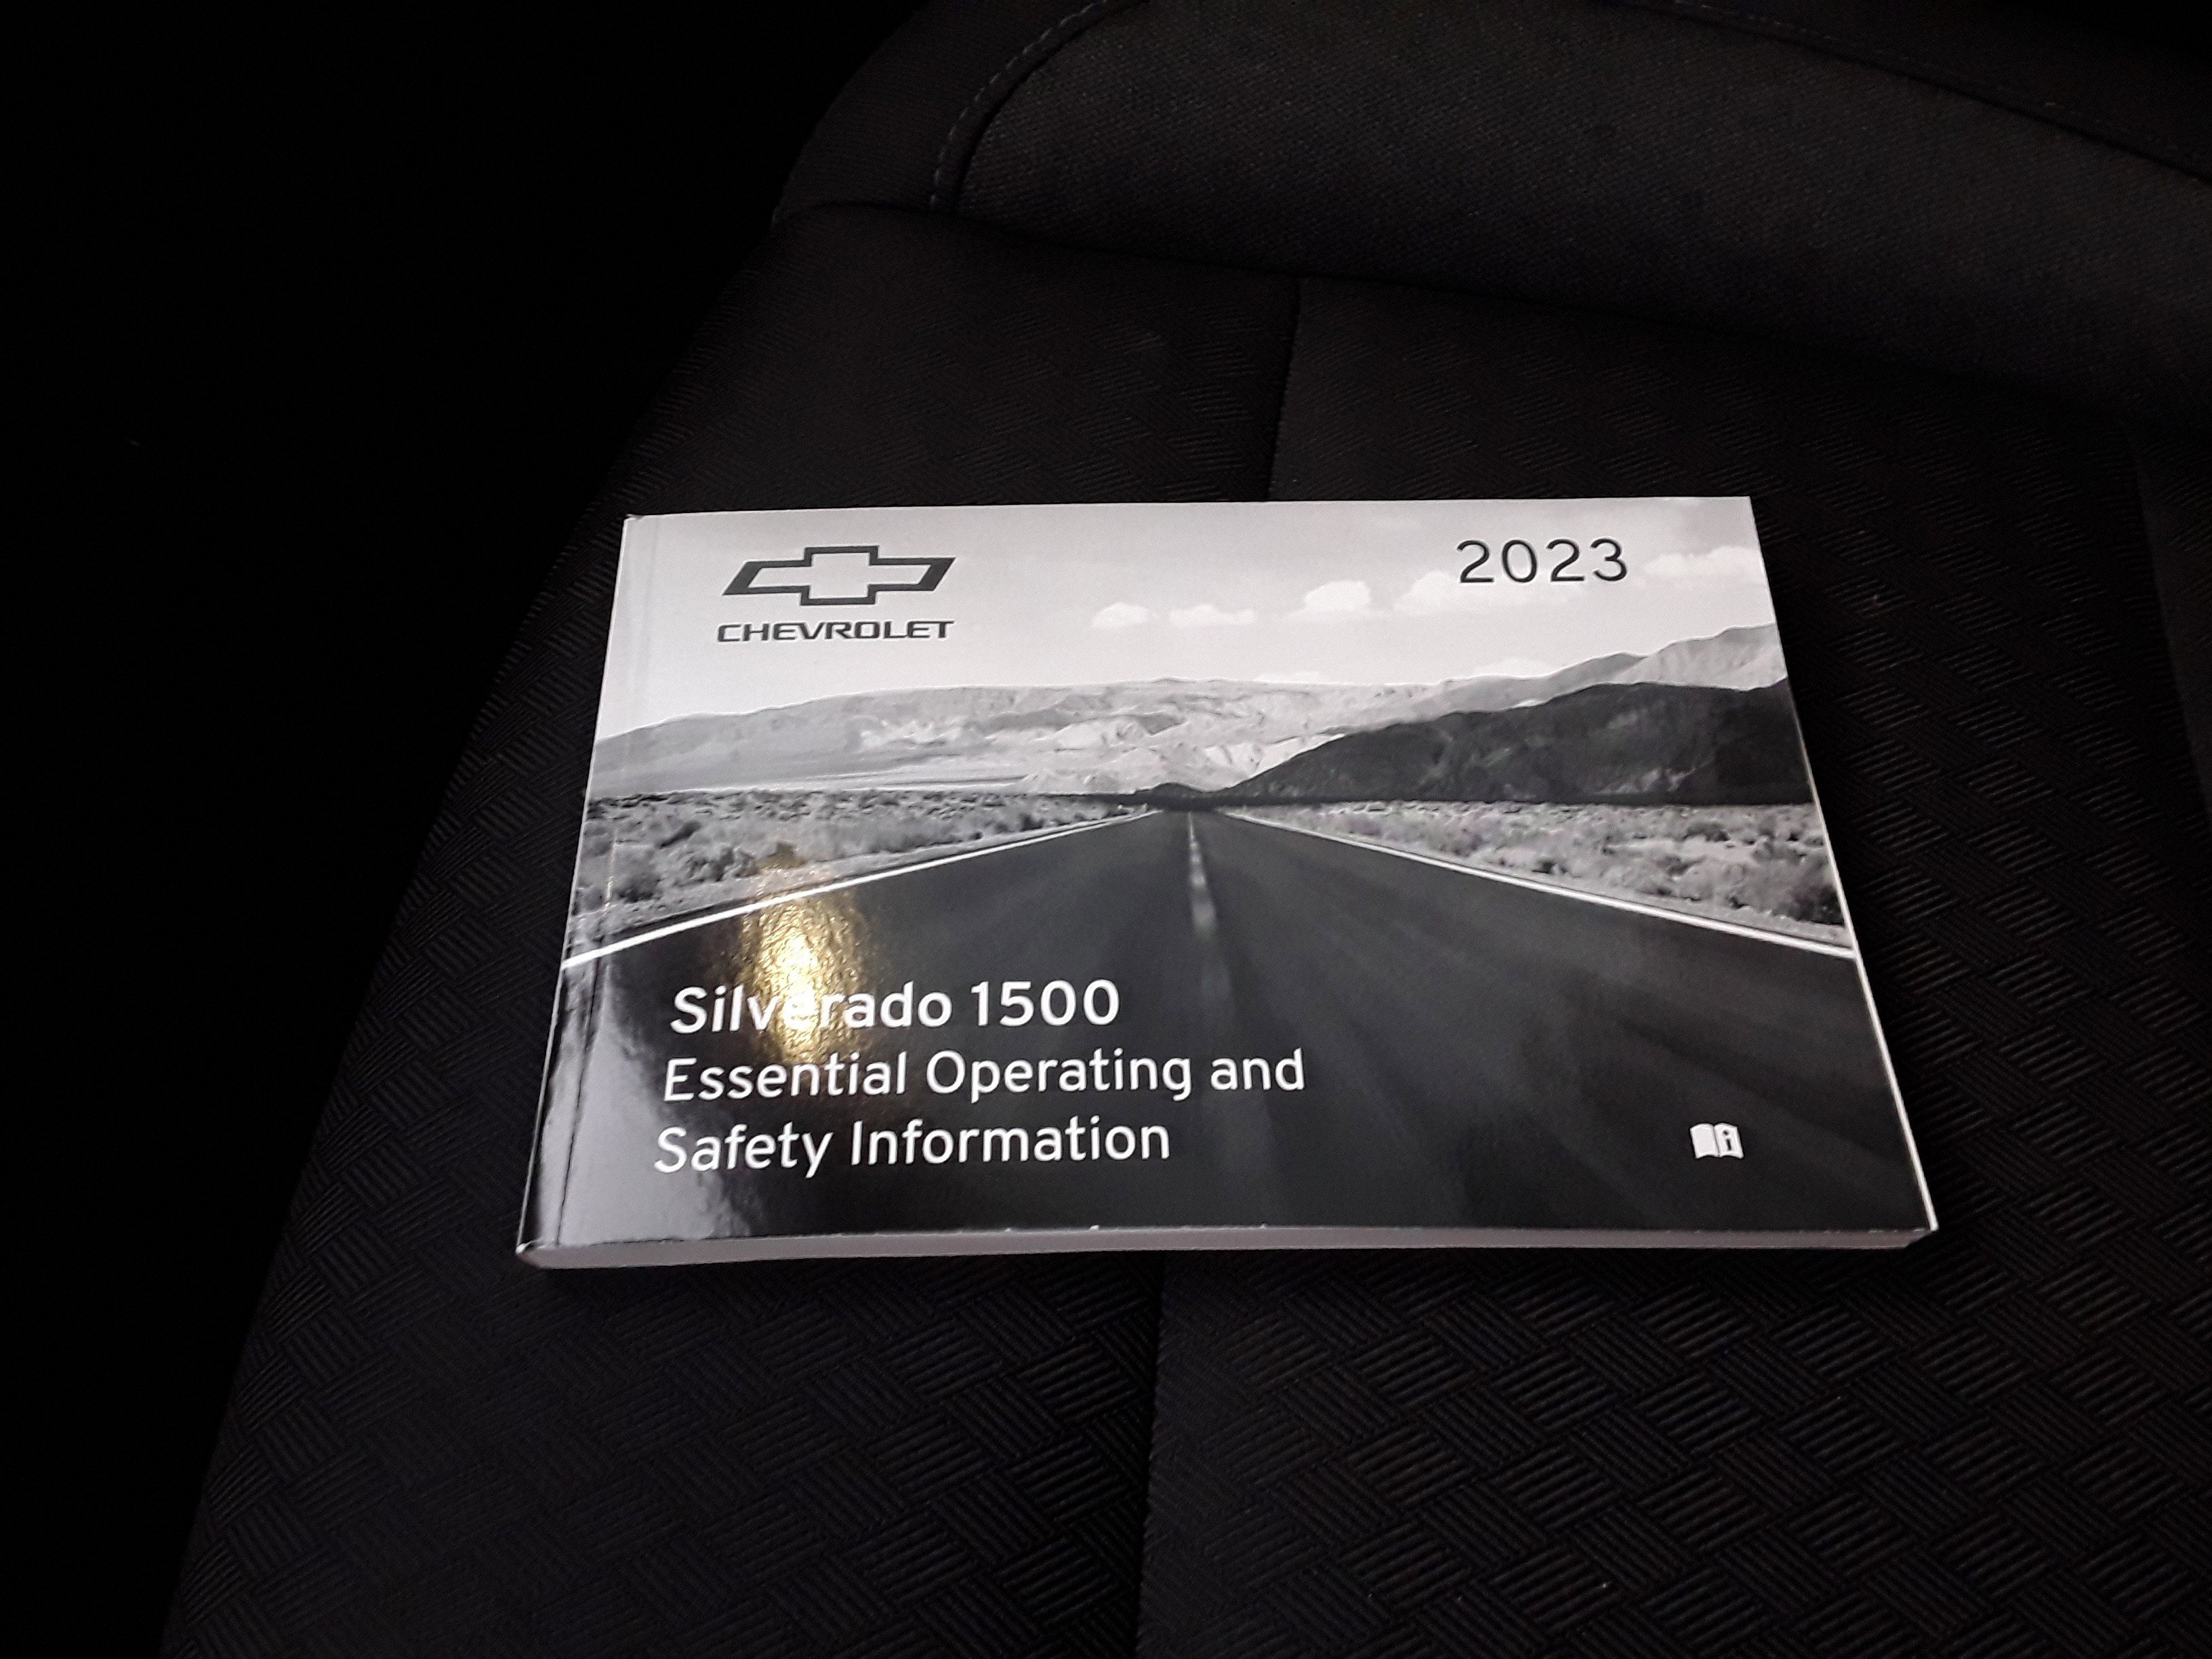 CHEVROLET
2023
Silverado 1500
Essential Operating and
Safety Information